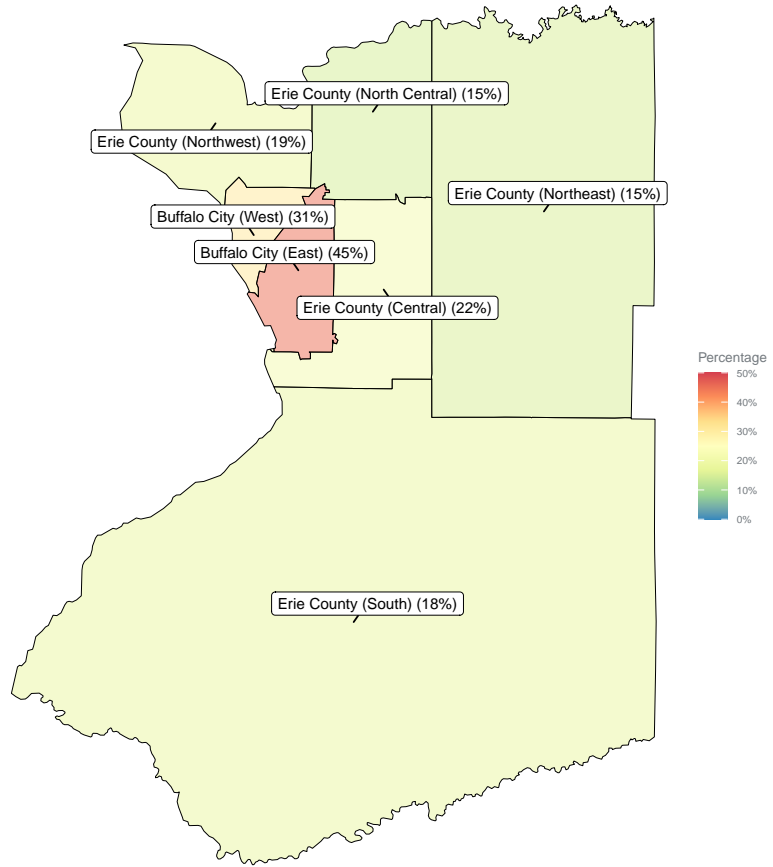 Erie County (North Central) (15%)
Erie County (Northwest) (19%)
Erie County (Northeast) (15%)
Buffalo City (West) (31%)
Buffalo City (East) (45%)
Erie County (Central) (22%)
Percentage
50%
40%
30%
20%
10%
0%
Erie County (South) (18%)